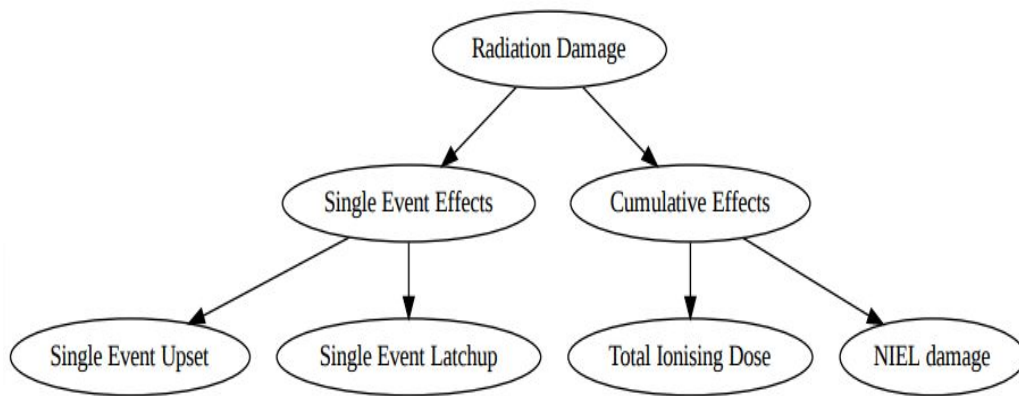 Radiation Damage
Single Event Effects
Cumulative Effects
Single Event Upset
Single Event Latchup
Total Ionising Dose
NIEL damage